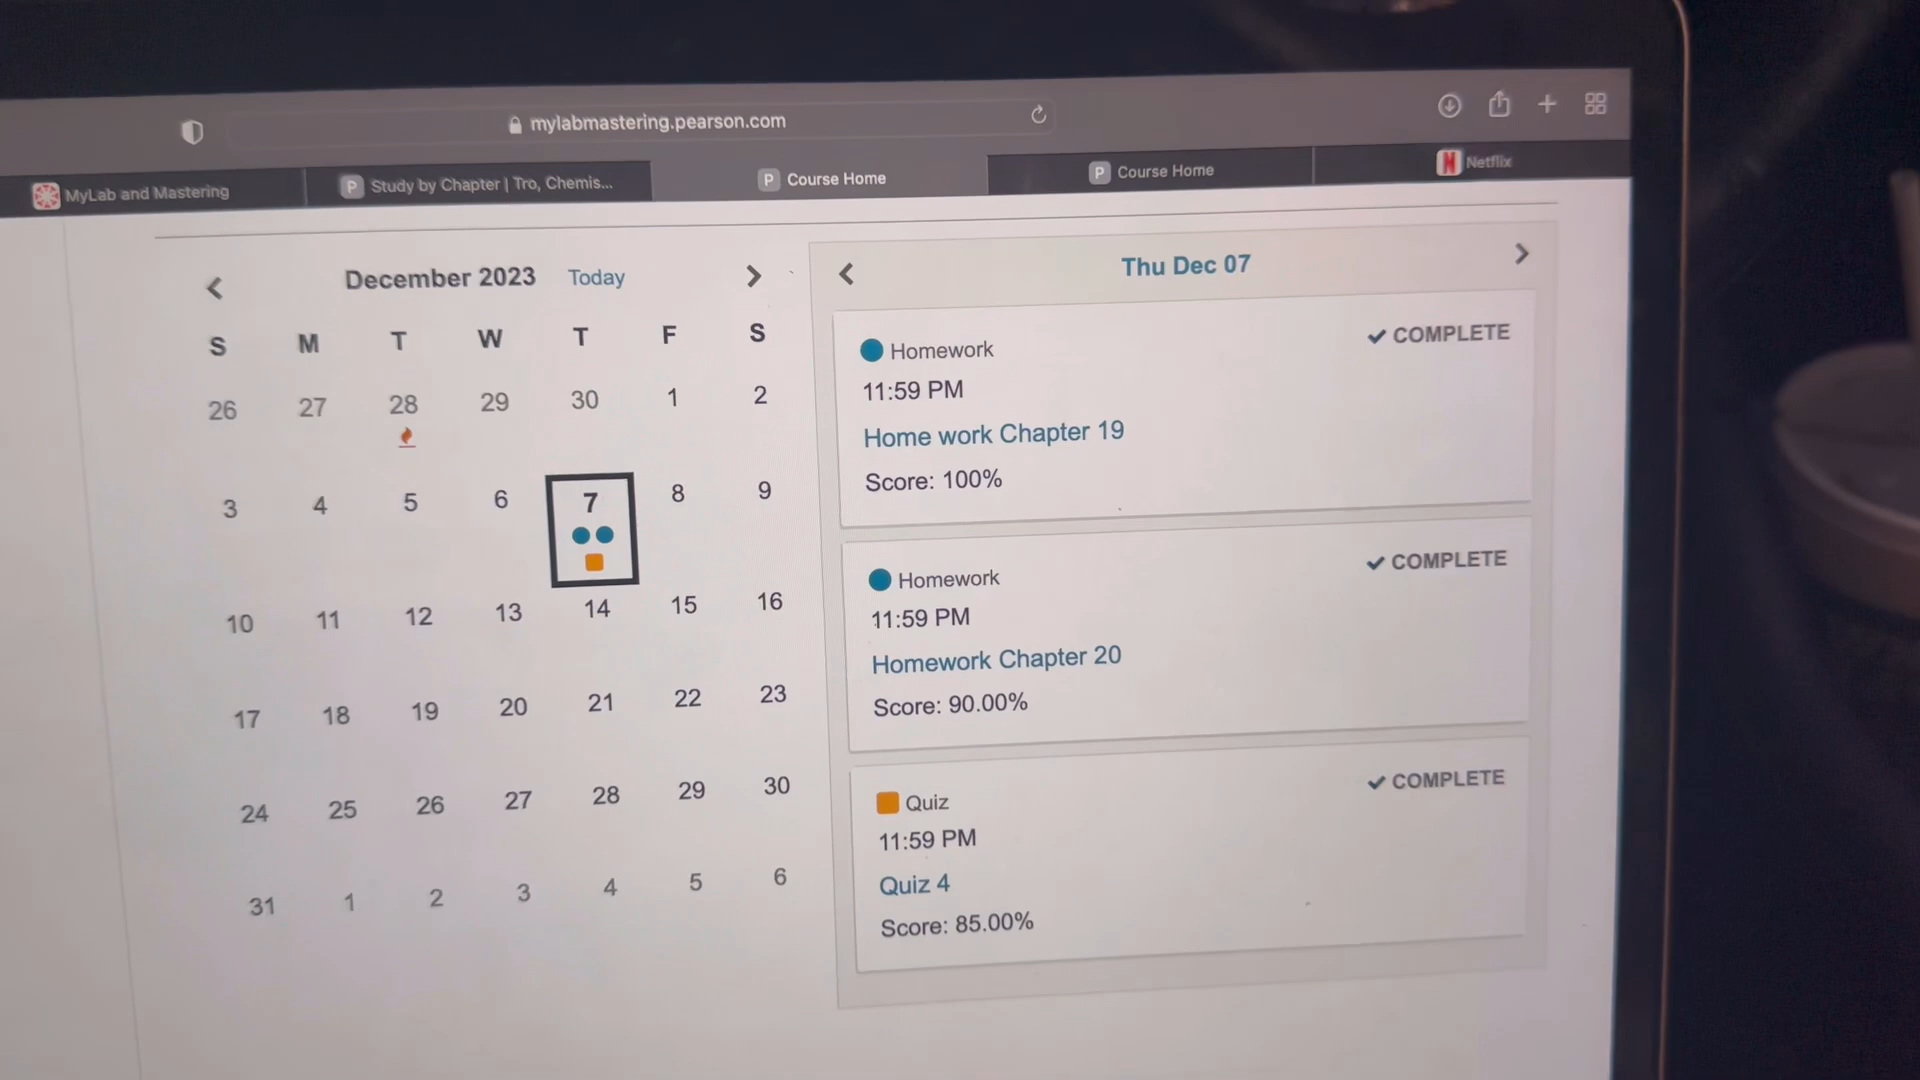 mylabmastering.pearson.com
MyLab and Mastering
P Study by Chapter | Tro, Chemis...
P Course Home
P Course Home
N Netflix
December 2023 Today
S M T W T F S
26 27 28 29 30 1 2
3 4 5 6 7 8 9
10 11 12 13 14 15 16
17 18 19 20 21 22 23
24 25 26 27 28 29 30
31 1 2 3 4 5 6
Thu Dec 07
Homework COMPLETE
11:59 PM
Home work Chapter 19
Score: 100%
Homework COMPLETE
11:59 PM
Homework Chapter 20
Score: 90.00%
Quiz COMPLETE
11:59 PM
Quiz 4
Score: 85.00%